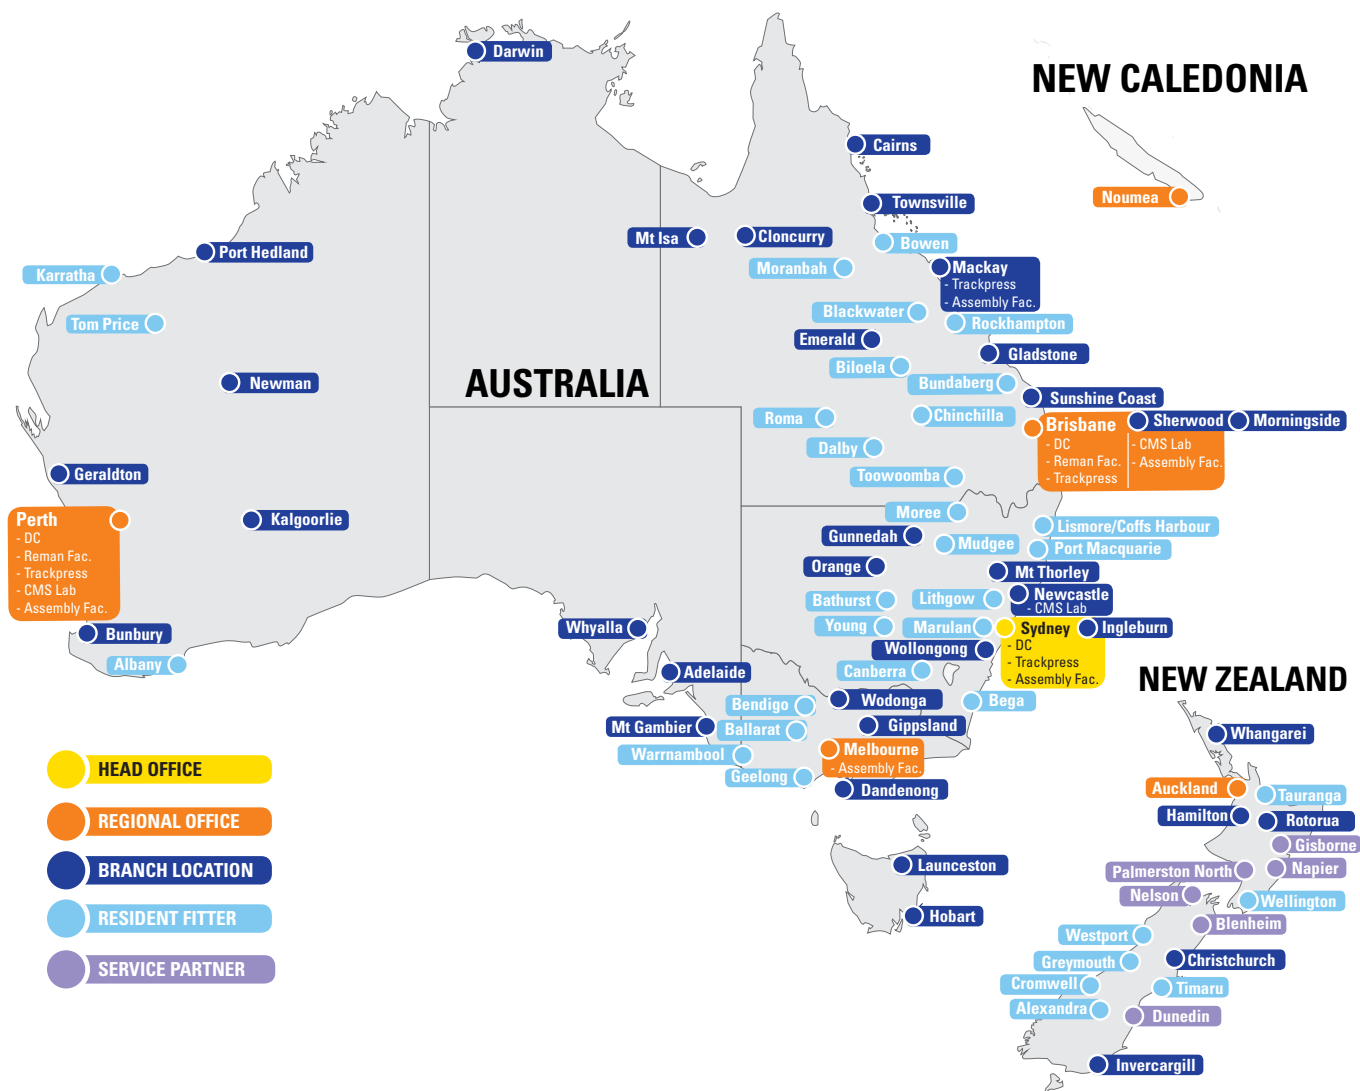 Darwin
NEW CALEDONIA
Cairns
Noumea
Townsville
Mt Isa
Cloncurry
Bowen
Port Hedland
Karratha
Moranbah
Mackay
- Trackpress
- Assembly Fac.
Tom Price
Blackwater
Rockhampton
Emerald
Gladstone
Biloela
Bundaberg
Newman
AUSTRALIA
Sunshine Coast
Roma
Chinchilla
Brisbane
- DC
- Reman Fac.
- Trackpress
- CMS Lab
- Assembly Fac.
Sherwood
Morningside
Dalby
Toowoomba
Geraldton
Perth
- DC
- Reman Fac.
- Trackpress
- CMS Lab
- Assembly Fac.
Kalgoorlie
Moree
Lismore/Coffs Harbour
Gunnedah
Mudgee
Port Macquarie
Orange
Mt Thorley
Bathurst
Lithgow
Newcastle
- CMS Lab
Young
Marulan
Sydney
- DC
- Trackpress
- Assembly Fac.
Ingleburn
Bunbury
Whyalla
Wollongong
Albany
Adelaide
Canberra
NEW ZEALAND
Bendigo
Wodonga
Bega
Mt Gambier
Ballarat
Gippsland
Whangarei
Warrnambool
Melbourne
- Assembly Fac.
Geelong
Dandenong
Auckland
Tauranga
Hamilton
Rotorua
Gisborne
Launceston
Palmerston North
Napier
Nelson
Wellington
Hobart
Blenheim
Westport
Greymouth
Christchurch
Cromwell
Timaru
Alexandra
Dunedin
Invercargill
HEAD OFFICE
REGIONAL OFFICE
BRANCH LOCATION
RESIDENT FITTER
SERVICE PARTNER